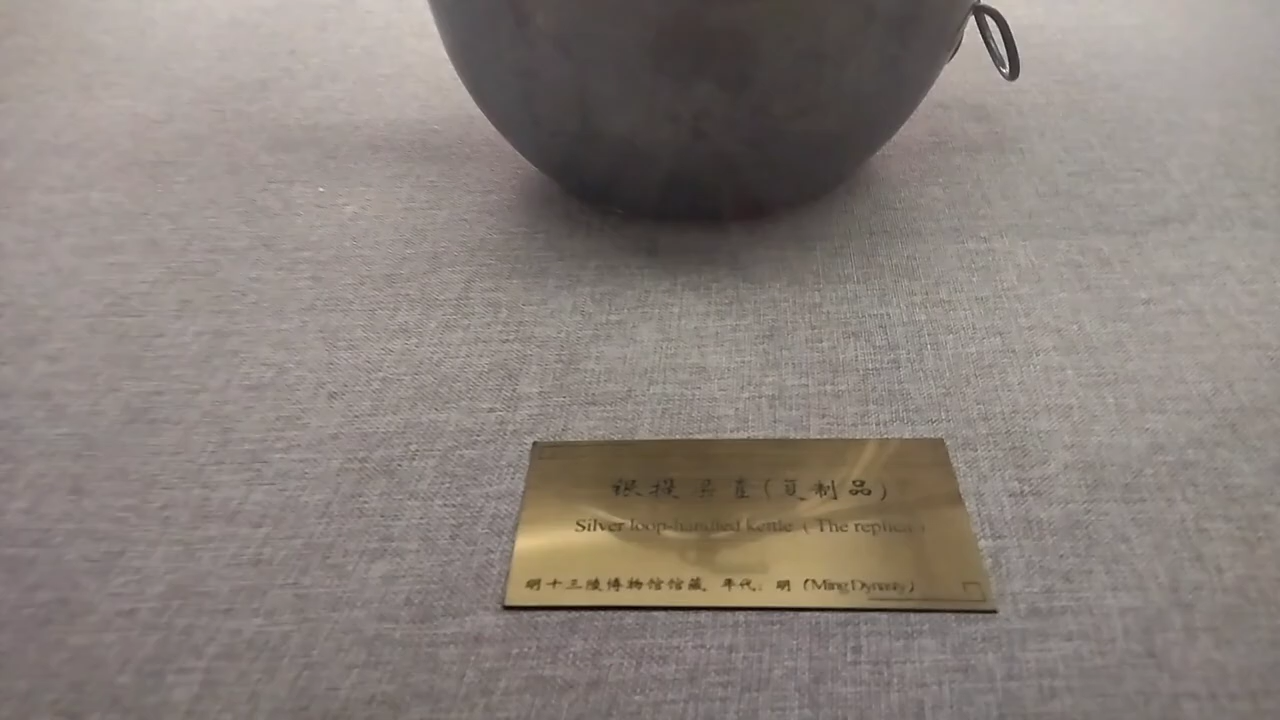 银提梁壶(复制品)
Silver loop-handled kettle ( The replica )
明十三陵博物馆馆藏 年代：明 (Ming Dynasty)